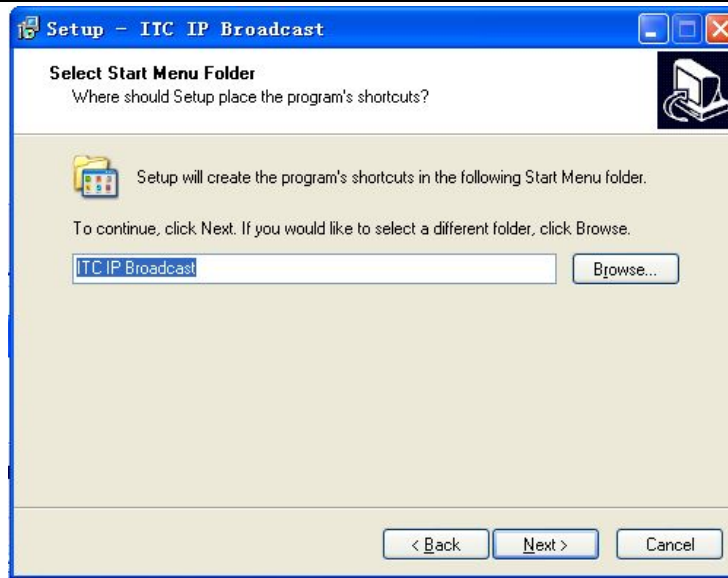 Setup - ITC IP Broadcast
Select Start Menu Folder
Where should Setup place the program's shortcuts?
Setup will create the program's shortcuts in the following Start Menu folder.
To continue, click Next. If you would like to select a different folder, click Browse.
ITC IP Broadcast
Browse...
< Back
Next >
Cancel